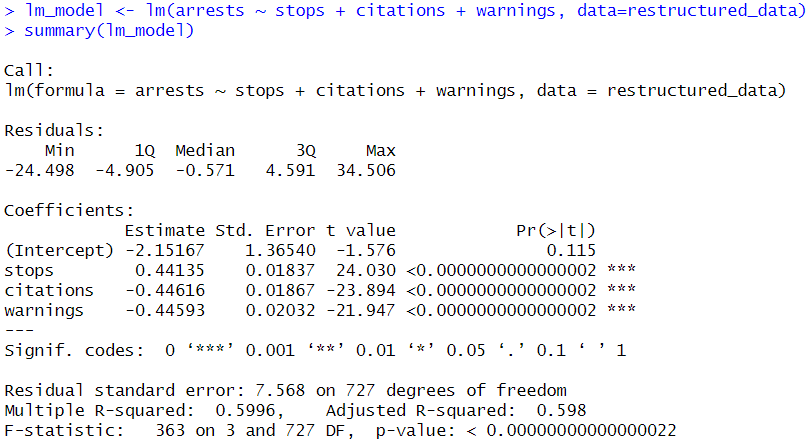 > lm_model <- lm(arrests ~ stops + citations + warnings, data=restructured_data)
> summary(lm_model)
Call:
lm(formula = arrests ~ stops + citations + warnings, data = restructured_data)
Residuals:
    Min      1Q  Median      3Q     Max
-24.498  -4.905  -0.571   4.591  34.506
Coefficients:
            Estimate Std. Error t value            Pr(>|t|)
(Intercept) -2.15167    1.36540  -1.576               0.115
stops        0.44135    0.01837  24.030 <0.0000000000000002 ***
citations   -0.44616    0.01867 -23.894 <0.0000000000000002 ***
warnings    -0.44593    0.02032 -21.947 <0.0000000000000002 ***
---
Signif. codes:  0 ‘***’ 0.001 ‘**’ 0.01 ‘*’ 0.05 ‘.’ 0.1 ‘ ’ 1
Residual standard error: 7.568 on 727 degrees of freedom
Multiple R-squared:  0.5996,    Adjusted R-squared:  0.598
F-statistic:   363 on 3 and 727 DF,  p-value: < 0.00000000000000022